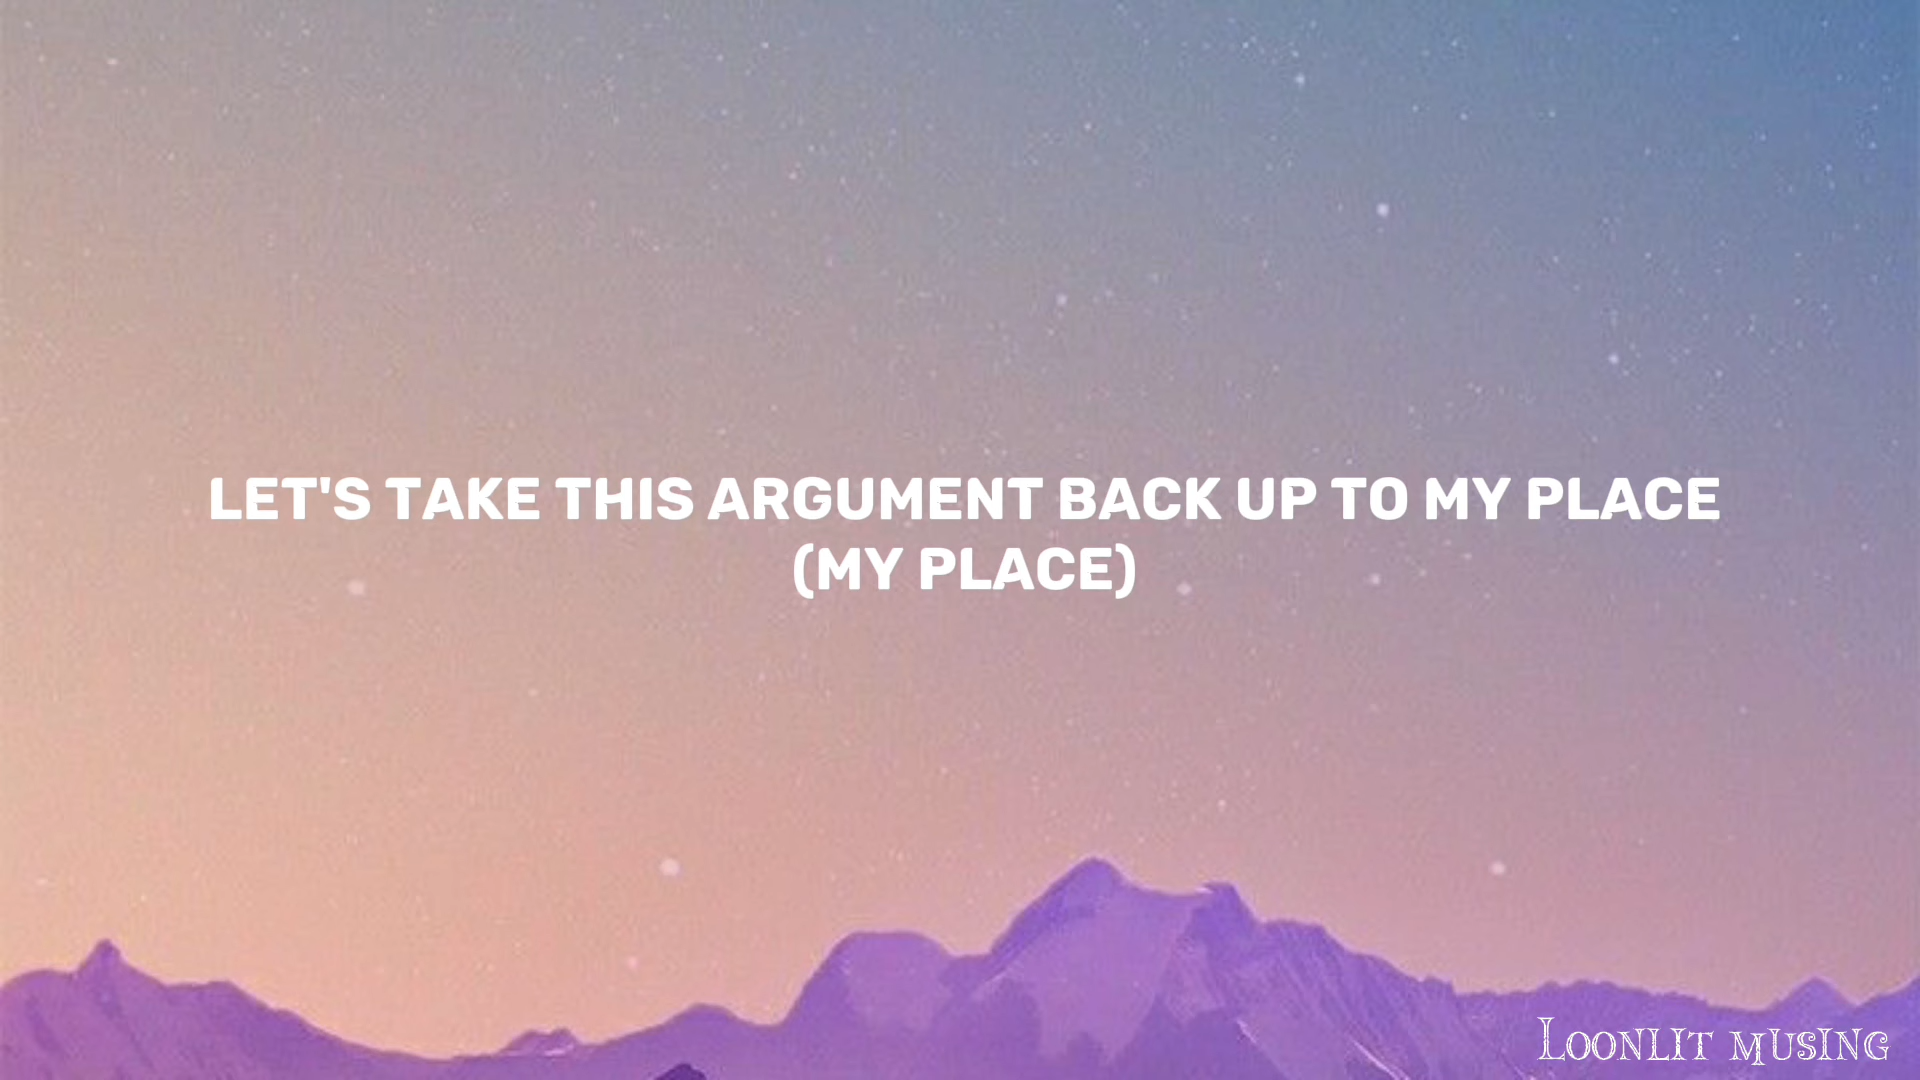 LET'S TAKE THIS ARGUMENT BACK UP TO MY PLACE
(MY PLACE)
LOONLIT MUSING